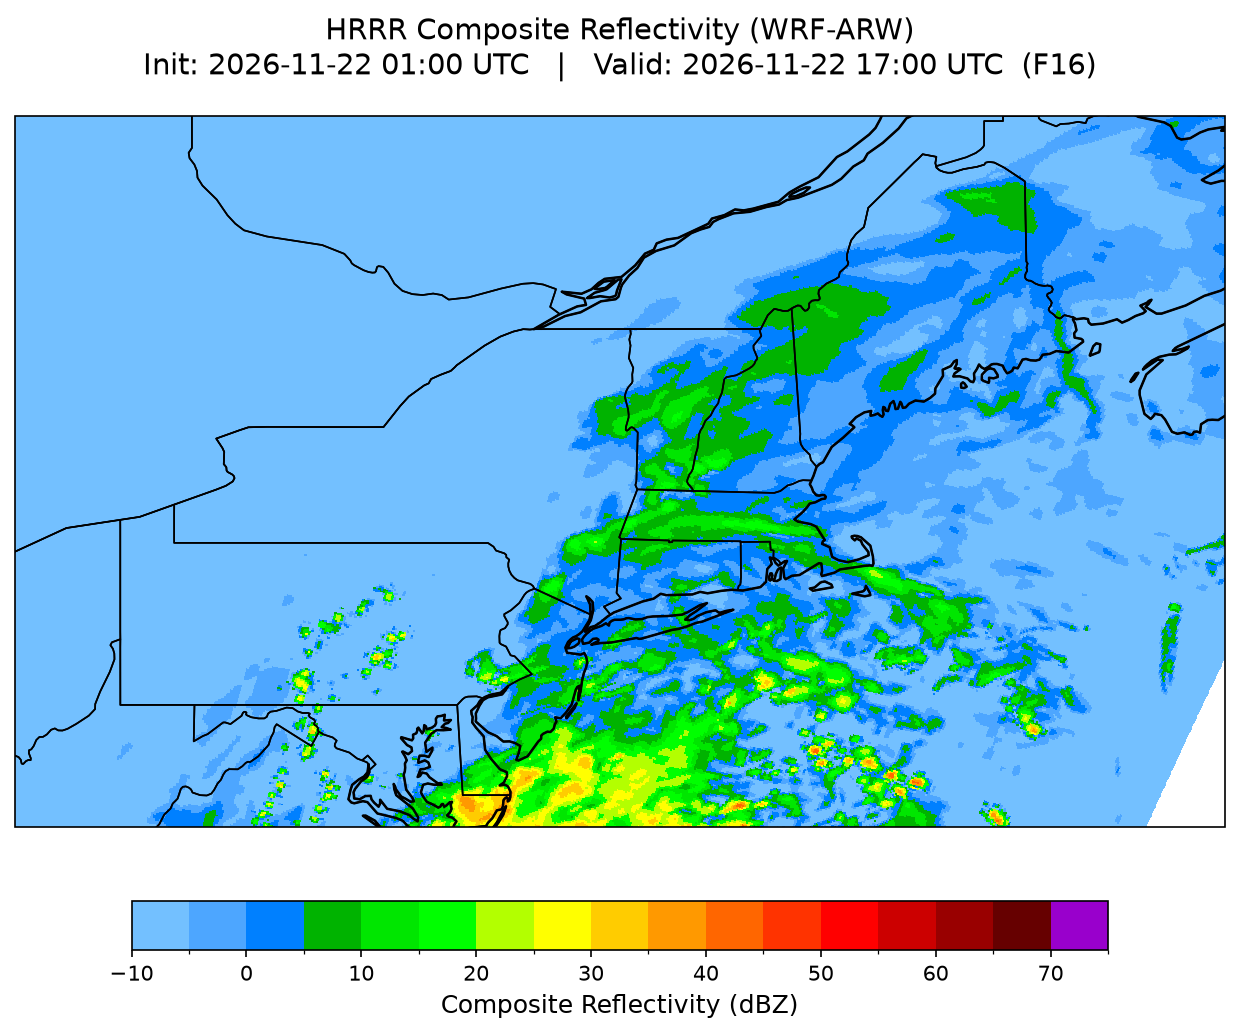 HRRR Composite Reflectivity (WRF-ARW)
Init: 2026-11-22 01:00 UTC   |   Valid: 2026-11-22 17:00 UTC  (F16)
−10 0 10 20 30 40 50 60 70
Composite Reflectivity (dBZ)